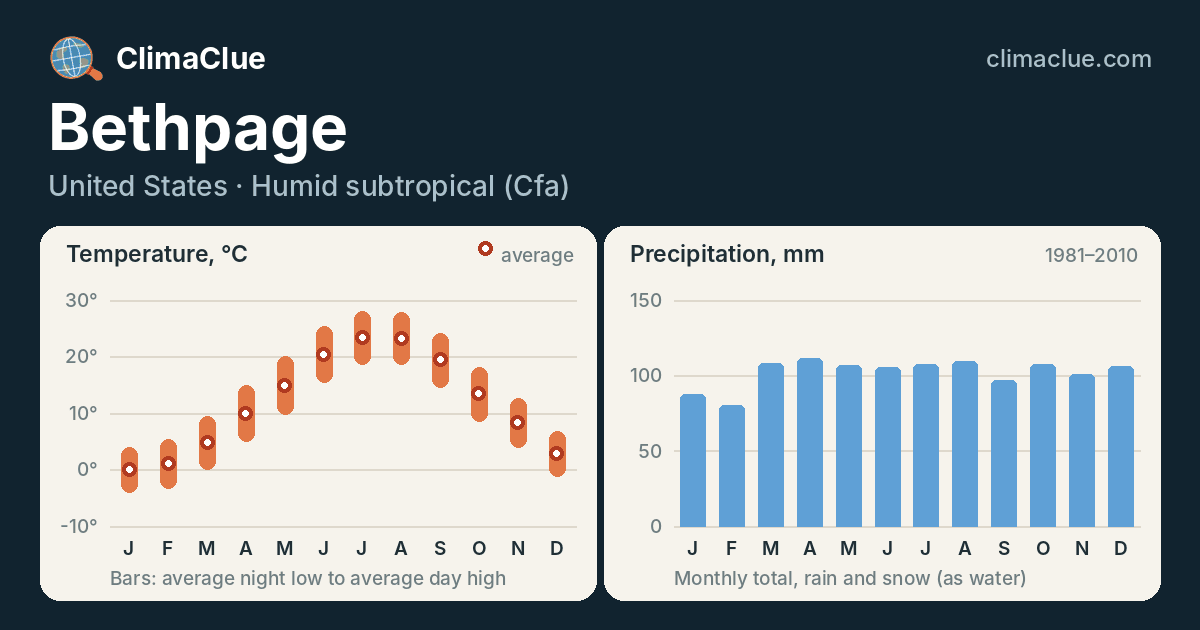 ClimaClue
climaclue.com
Bethpage
United States · Humid subtropical (Cfa)
Temperature, °C
average
30°
20°
10°
0°
-10°
J F M A M J J A S O N D
Bars: average night low to average day high
Precipitation, mm
1981–2010
150
100
50
0
J F M A M J J A S O N D
Monthly total, rain and snow (as water)